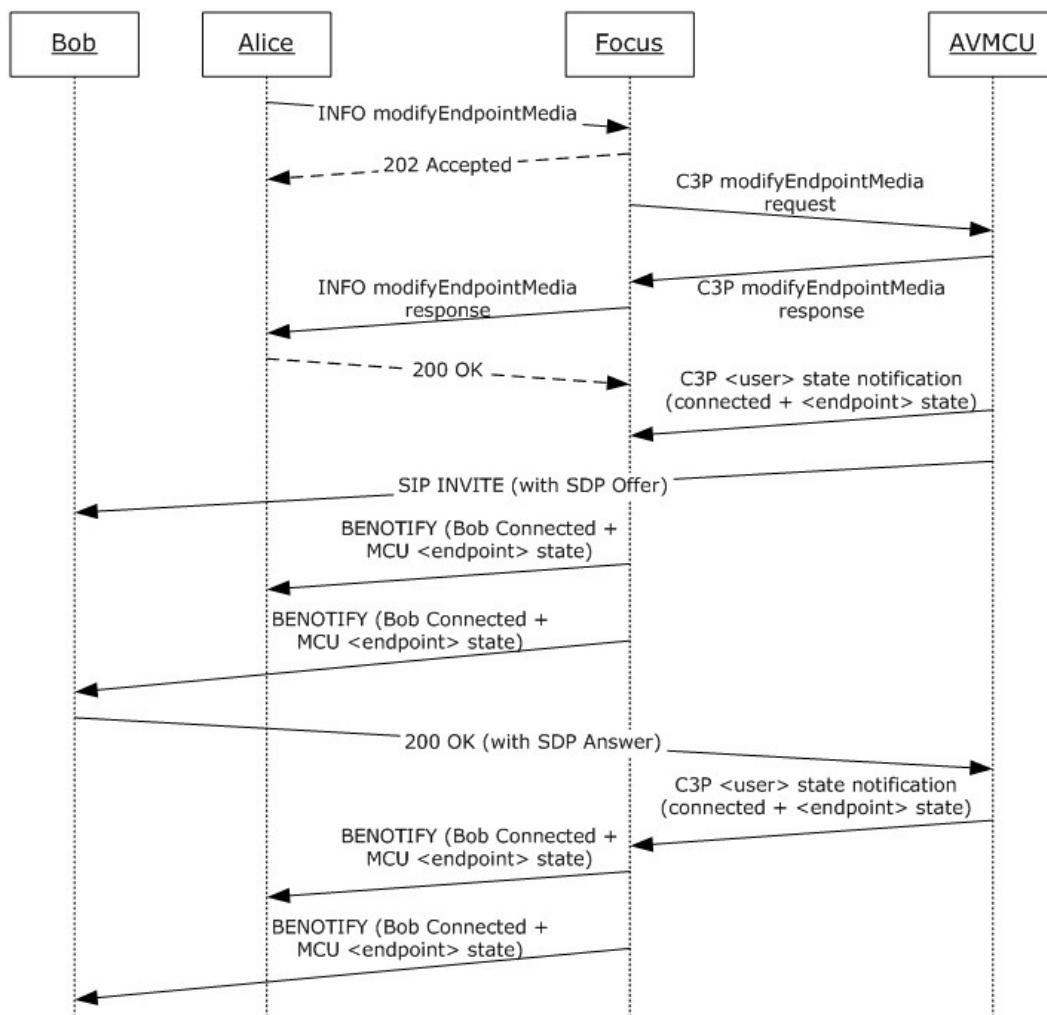 Bob
Alice
Focus
AVMCU
INFO modifyEndpointMedia
202 Accepted
C3P modifyEndpointMedia
request
INFO modifyEndpointMedia
response
C3P modifyEndpointMedia
response
200 OK
C3P <user> state notification
(connected + <endpoint> state)
SIP INVITE (with SDP Offer)
BENOTIFY (Bob Connected +
MCU <endpoint> state)
BENOTIFY (Bob Connected +
MCU <endpoint> state)
200 OK (with SDP Answer)
C3P <user> state notification
(connected + <endpoint> state)
BENOTIFY (Bob Connected +
MCU <endpoint> state)
BENOTIFY (Bob Connected +
MCU <endpoint> state)